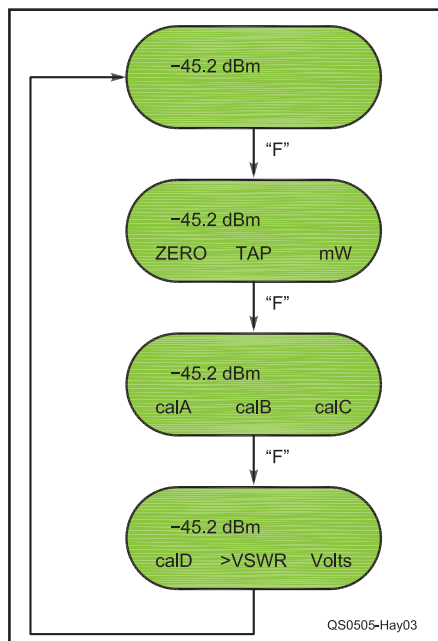 −45.2 dBm
“F”
−45.2 dBm
ZERO TAP mW
“F”
−45.2 dBm
calA calB calC
“F”
−45.2 dBm
calD >VSWR Volts
QS0505-Hay03